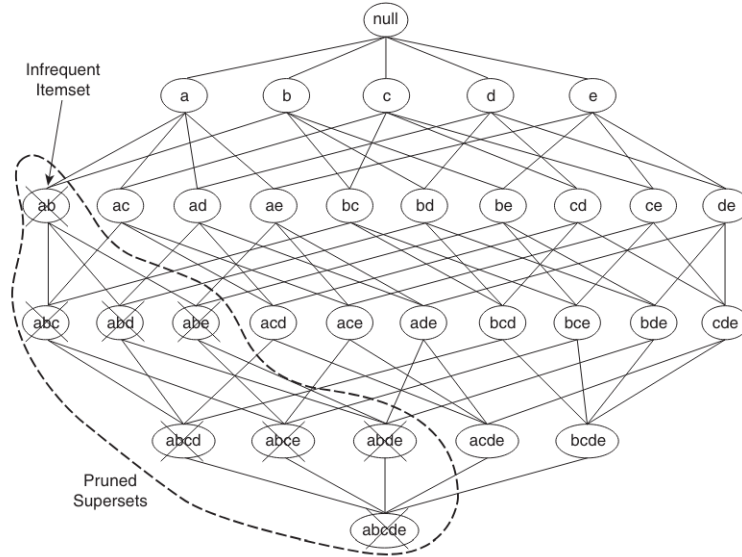 null
Infrequent
Itemset
a
b
c
d
e
ab
ac
ad
ae
bc
bd
be
cd
ce
de
abc
abd
abe
acd
ace
ade
bcd
bce
bde
cde
abcd
abce
abde
acde
bcde
Pruned
Supersets
abcde